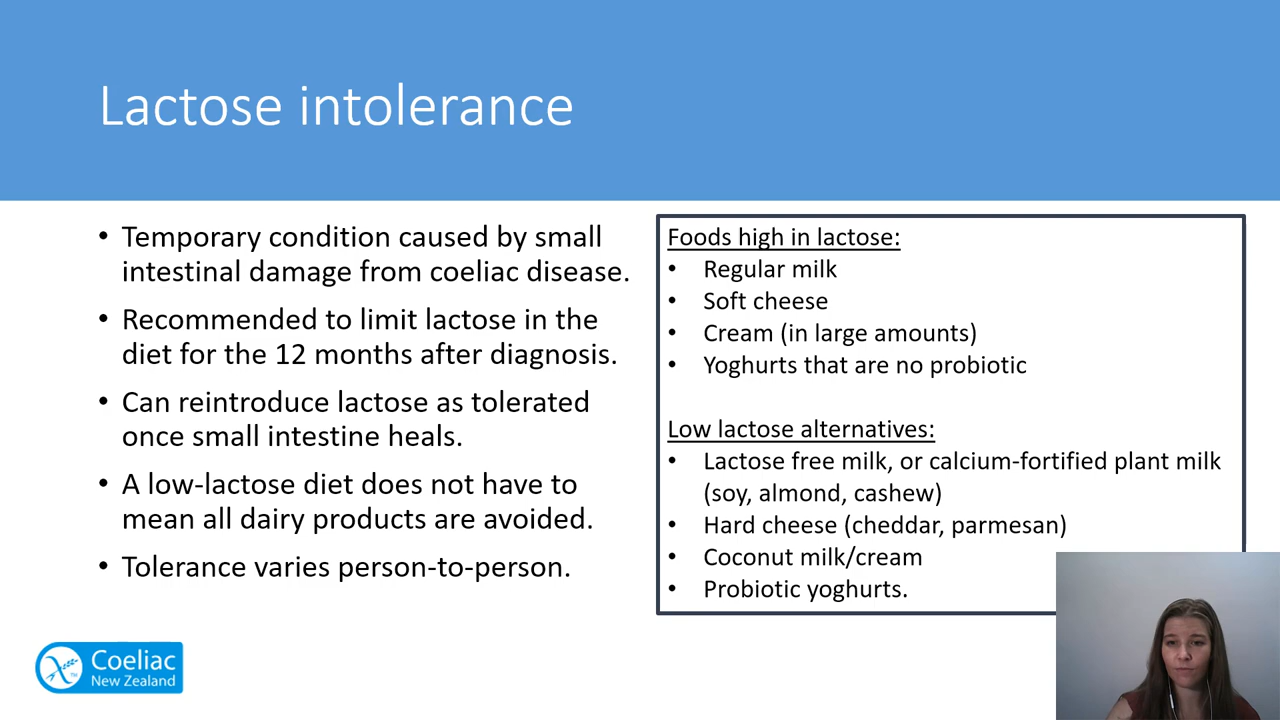 Lactose intolerance
• Temporary condition caused by small
intestinal damage from coeliac disease.
• Recommended to limit lactose in the
diet for the 12 months after diagnosis.
• Can reintroduce lactose as tolerated
once small intestine heals.
• A low-lactose diet does not have to
mean all dairy products are avoided.
• Tolerance varies person-to-person.
Foods high in lactose:
• Regular milk
• Soft cheese
• Cream (in large amounts)
• Yoghurts that are no probiotic
Low lactose alternatives:
• Lactose free milk, or calcium-fortified plant milk
(soy, almond, cashew)
• Hard cheese (cheddar, parmesan)
• Coconut milk/cream
• Probiotic yoghurts.
Coeliac
New Zealand
TM